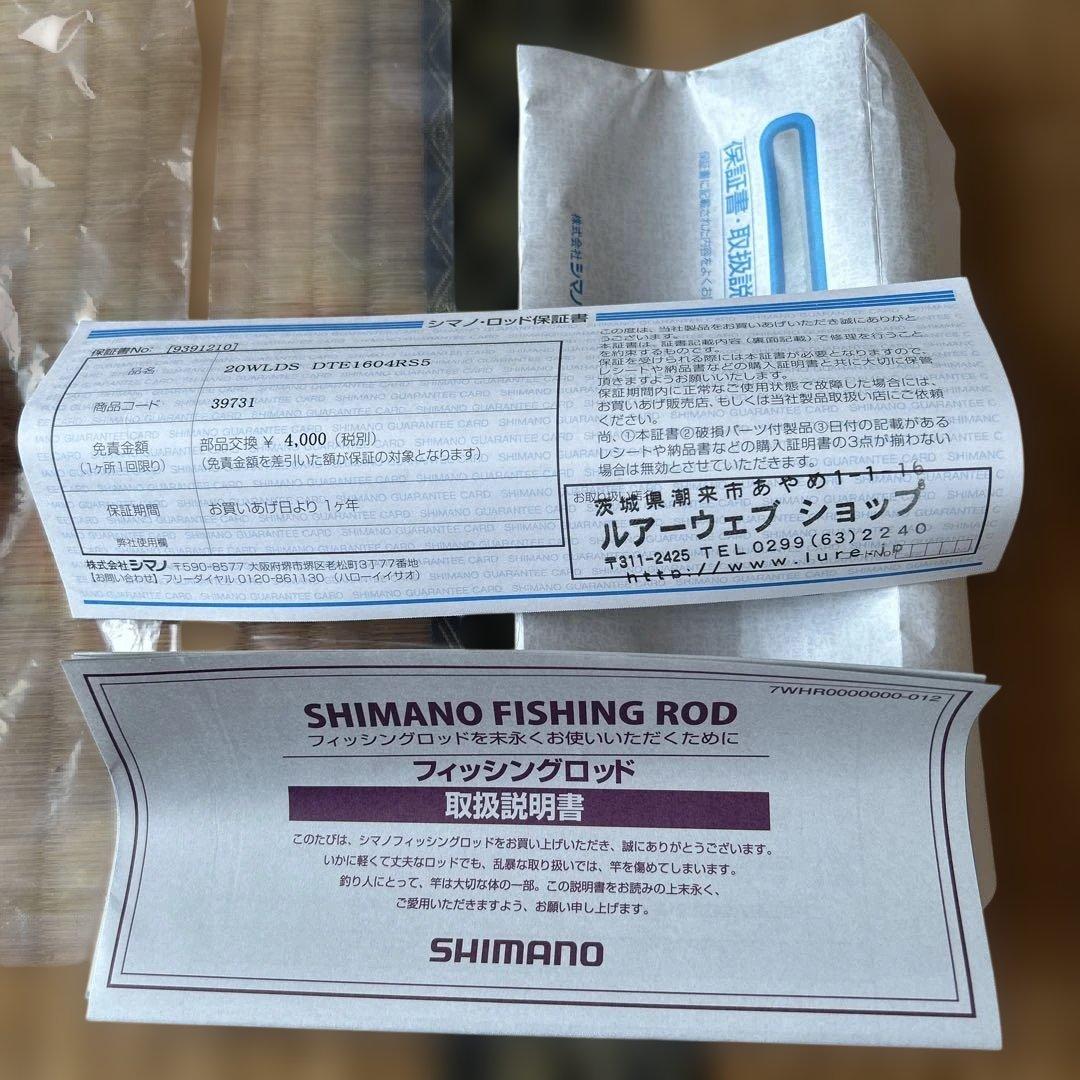 保証書・取扱説
株式会社シマノ
シマノ・ロッド保証書
保証書No: [9391210]
品名 20WLDS DTE1604RS5
商品コード 39731
免責金額 部品交換 ¥ 4,000 (税別)
(1ヶ所1回限り) (免責金額を差引いた額が保証の対象となります)
保証期間 お買いあげ日より 1ヶ年
弊社使用欄
株式会社シマノ 〒590-8577 大阪府堺市堺区老松町3丁77番地
【お問い合わせ】フリーダイヤル 0120-861130 (ハローイイサオ)
この度は、当社製品をお買いあげいただき誠にありがと
うございます。
本証は、証書記載内容(裏面記載)で修理を行うこと
を約束するものです。
保証を受けられる際には本証書が必要となりますので、
レシートや納品書などの購入証明書と共に大切に保管
頂きますようお願いいたします。
保証期間内に正常なご使用状態で故障した場合には、
お買いあげ販売店、もしくは当社製品取扱い店にご依頼
ください。
尚、①本証書②破損パーツ付製品③日付の記載がある
レシートや納品書などの購入証明書の3点が揃わない
場合は無効とさせていただきます。
茨城県潮来市あやめ1-1-16
ルアーウェブ ショップ
〒311-2425 TEL0299(63)2240
7WHR0000000-012
SHIMANO FISHING ROD
フィッシングロッドを末永くお使いいただくために
フィッシングロッド
取扱説明書
このたびは、シマノフィッシングロッドをお買い上げいただき、誠にありがとうございます。
いかに軽くて丈夫なロッドでも、乱暴な取り扱いでは、竿を傷めてしまいます。
釣り人にとって、竿は大切な体の一部。この説明書をお読みの上末永く、
ご愛用いただきますよう、お願い申し上げます。
SHIMANO